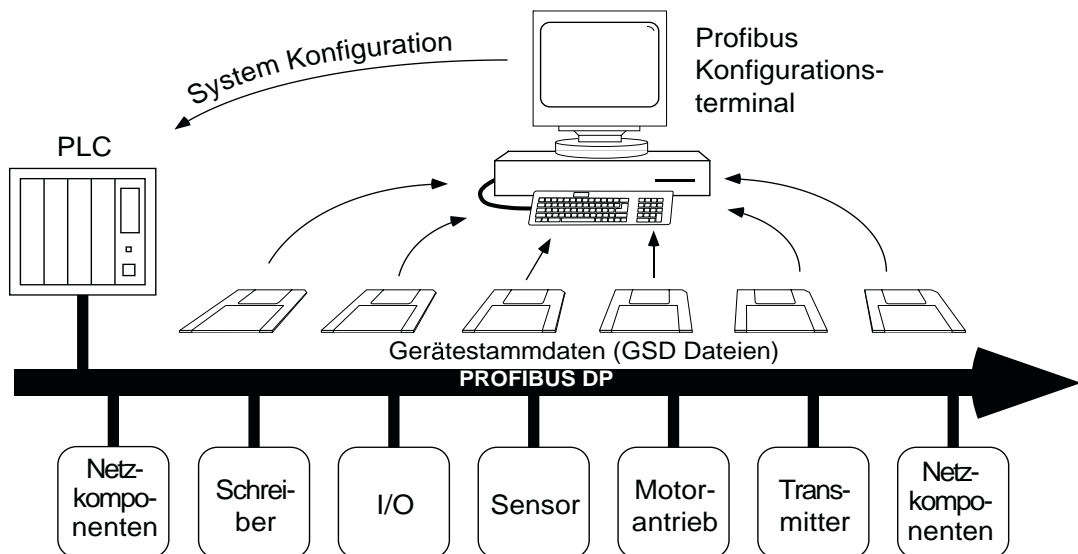 System Konfiguration
Profibus
Konfigurations-
terminal
PLC
Gerätestammdaten (GSD Dateien)
PROFIBUS DP
Netz-
kompo-
nenten
Schrei-
ber
I/O
Sensor
Motor-
antrieb
Trans-
mitter
Netz-
kompo-
nenten